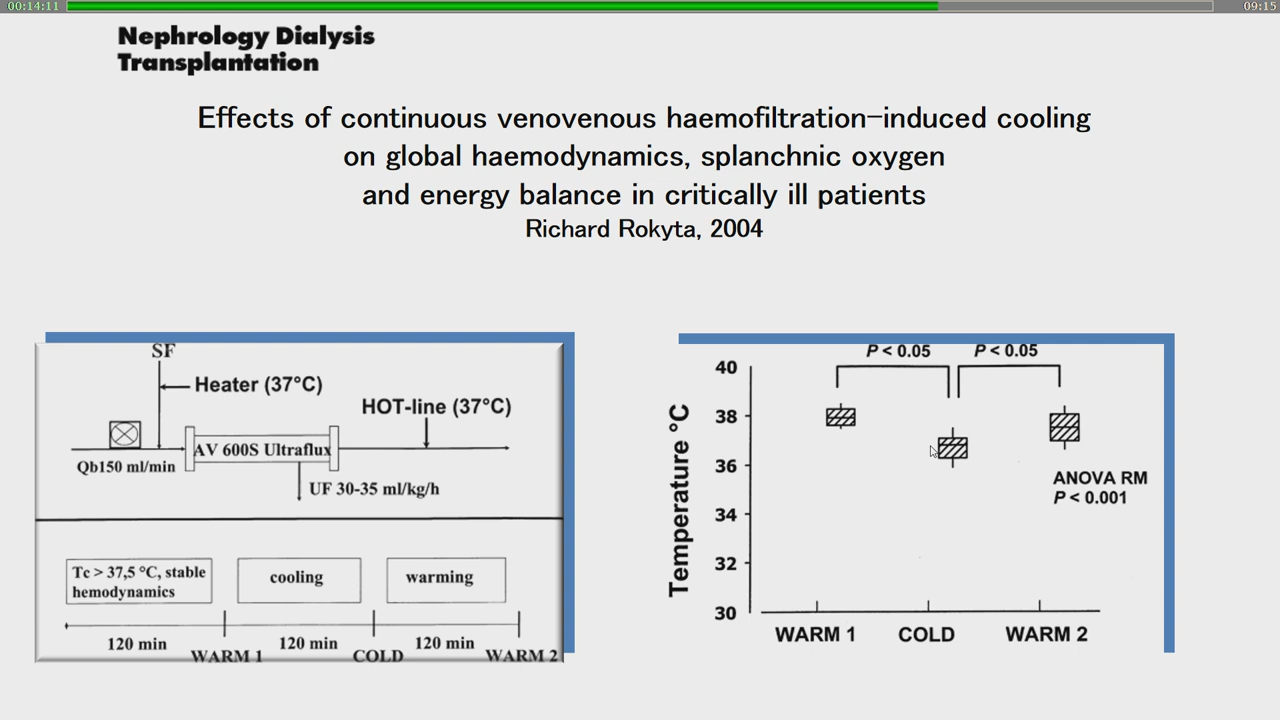 00:14:11
09:15
Nephrology Dialysis
Transplantation
Effects of continuous venovenous haemofiltration-induced cooling
on global haemodynamics, splanchnic oxygen
and energy balance in critically ill patients
Richard Rokyta, 2004
SF
Heater (37°C)
HOT-line (37°C)
AV 600S Ultraflux
Qb150 ml/min
UF 30-35 ml/kg/h
Tc > 37,5 °C, stable
hemodynamics
cooling
warming
120 min
120 min
120 min
WARM 1
COLD
WARM 2
P < 0.05
P < 0.05
Temperature °C
40
38
36
34
32
30
ANOVA RM
P < 0.001
WARM 1
COLD
WARM 2